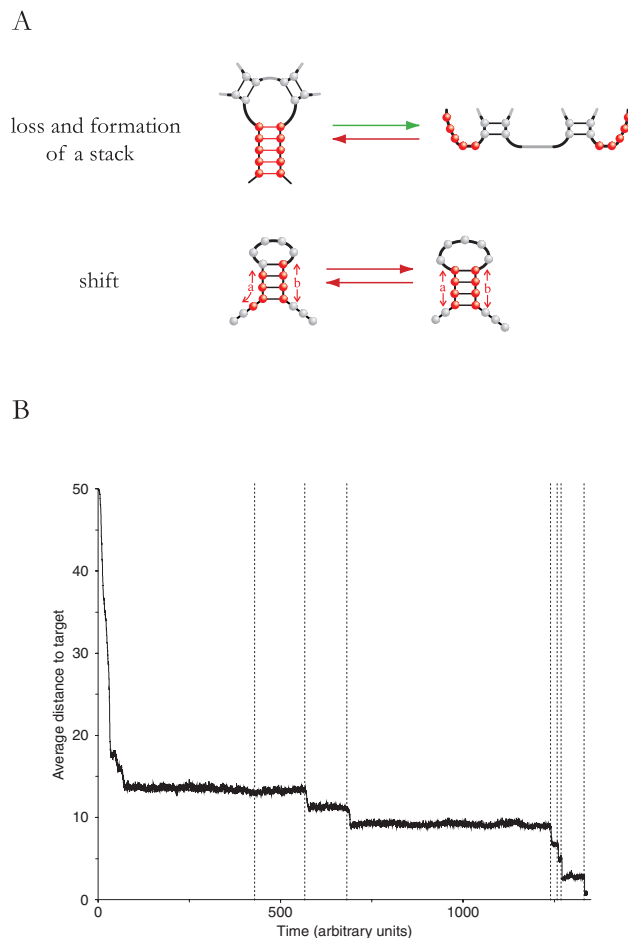 A
loss and formation
of a stack
shift
a
b
a
b
B
50
40
30
20
10
0
0
500
1000
Average distance to target
Time (arbitrary units)